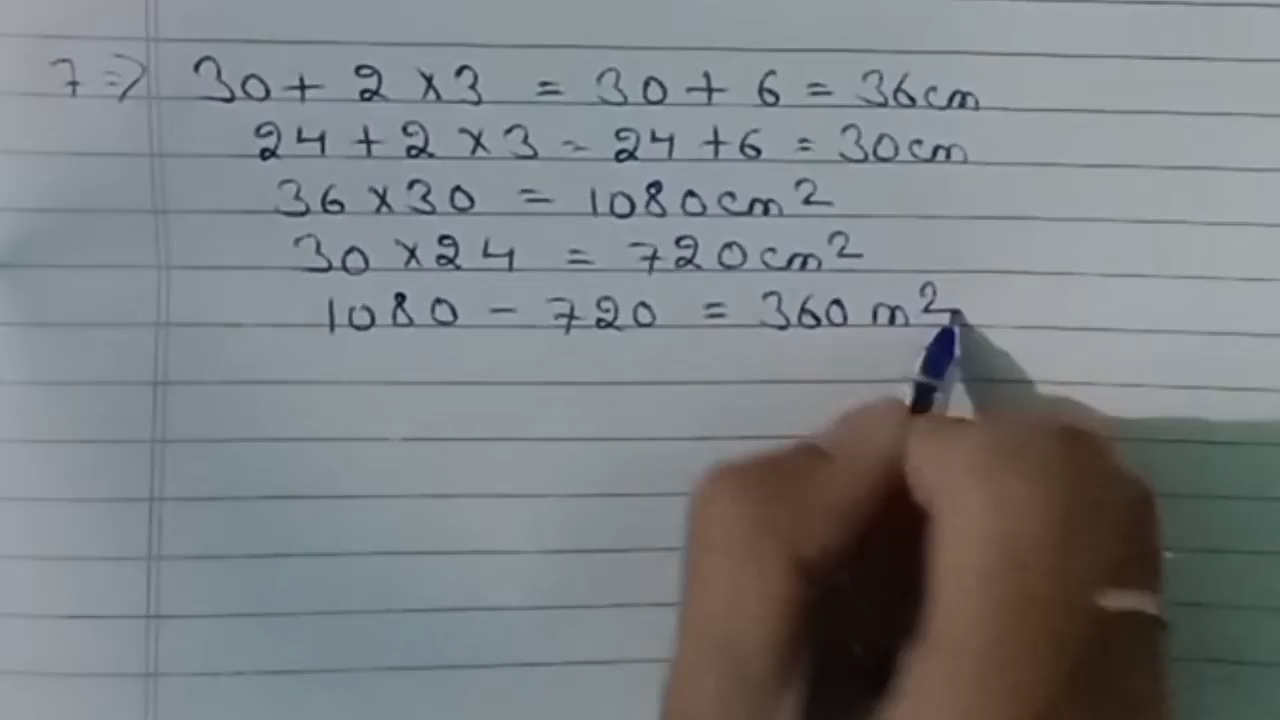 7 ⇒ 30 + 2 × 3 = 30 + 6 = 36cm
24 + 2 × 3 - 24 + 6 = 30cm
36 × 30 = 1080cm²
30 × 24 = 720cm²
1080 - 720 = 360 m²